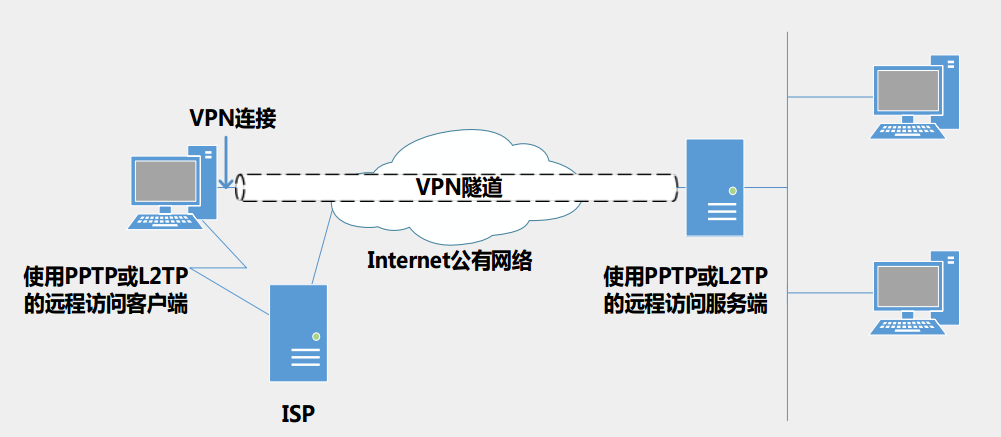 VPN连接
VPN隧道
Internet公有网络
使用PPTP或L2TP
的远程访问客户端
使用PPTP或L2TP
的远程访问服务端
ISP